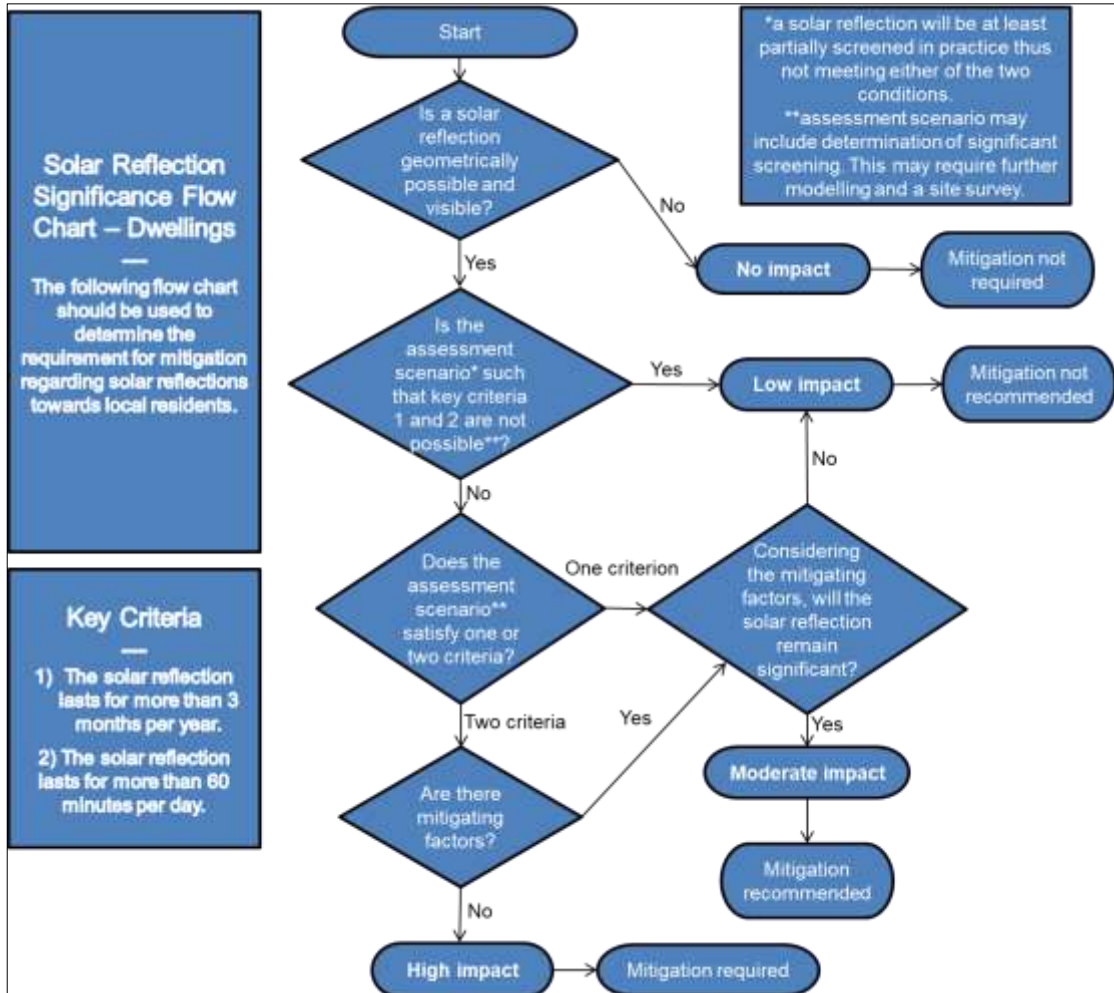 Solar Reflection
Significance Flow
Chart – Dwellings
The following flow chart
should be used to
determine the
requirement for mitigation
regarding solar reflections
towards local residents.
Key Criteria
1) The solar reflection
lasts for more than 3
months per year.
2) The solar reflection
lasts for more than 60
minutes per day.
Start
*a solar reflection will be at least
partially screened in practice thus
not meeting either of the two
conditions.
**assessment scenario may
include determination of significant
screening. This may require further
modelling and a site survey.
Is a solar
reflection
geometrically
possible and
visible?
No
No impact
Mitigation not
required
Yes
Is the
assessment
scenario* such
that key criteria
1 and 2 are not
possible**?
Yes
Low impact
Mitigation not
recommended
No
No
Does the
assessment
scenario**
satisfy one or
two criteria?
One criterion
Considering
the mitigating
factors, will the
solar reflection
remain
significant?
Two criteria
Yes
Yes
Moderate impact
Are there
mitigating
factors?
Mitigation
recommended
No
High impact
Mitigation required